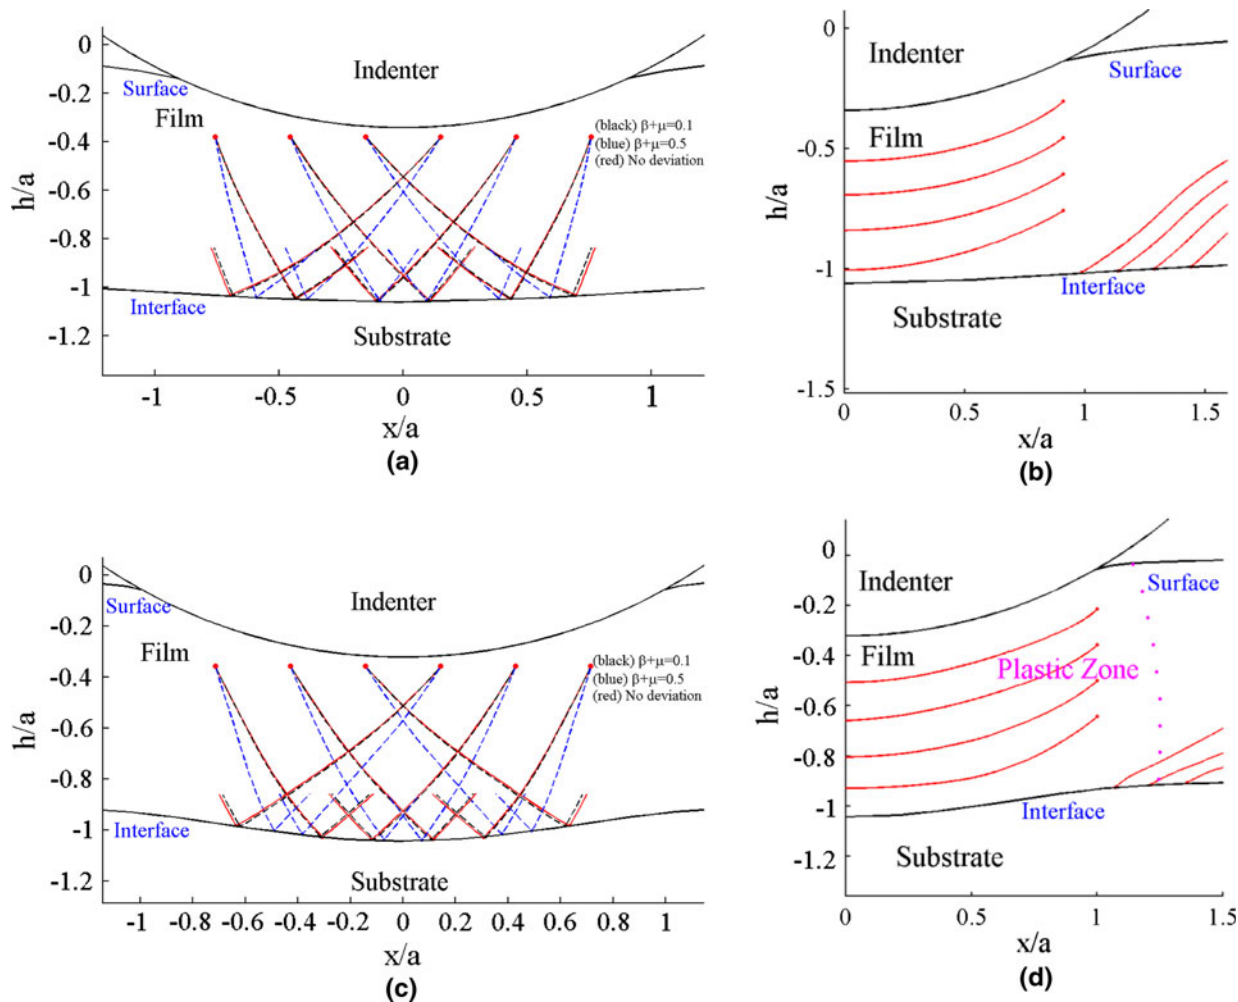 0
-0.2
-0.4
-0.6
-0.8
-1
-1.2
h/a
Indenter
Surface
Film
(black) β+μ=0.1
(blue) β+μ=0.5
(red) No deviation
Interface
Substrate
-1 -0.5 0 0.5 1
x/a
(a)
0
-0.5
-1
-1.5
h/a
Indenter
Surface
Film
Interface
Substrate
0 0.5 1 1.5
x/a
(b)
0
-0.2
-0.4
-0.6
-0.8
-1
-1.2
h/a
Indenter
Surface
Film
(black) β+μ=0.1
(blue) β+μ=0.5
(red) No deviation
Interface
Substrate
-1 -0.8 -0.6 -0.4 -0.2 0 0.2 0.4 0.6 0.8 1
x/a
(c)
0
-0.2
-0.4
-0.6
-0.8
-1
-1.2
h/a
Indenter
Surface
Film
Plastic Zone
Interface
Substrate
0 0.5 1 1.5
x/a
(d)